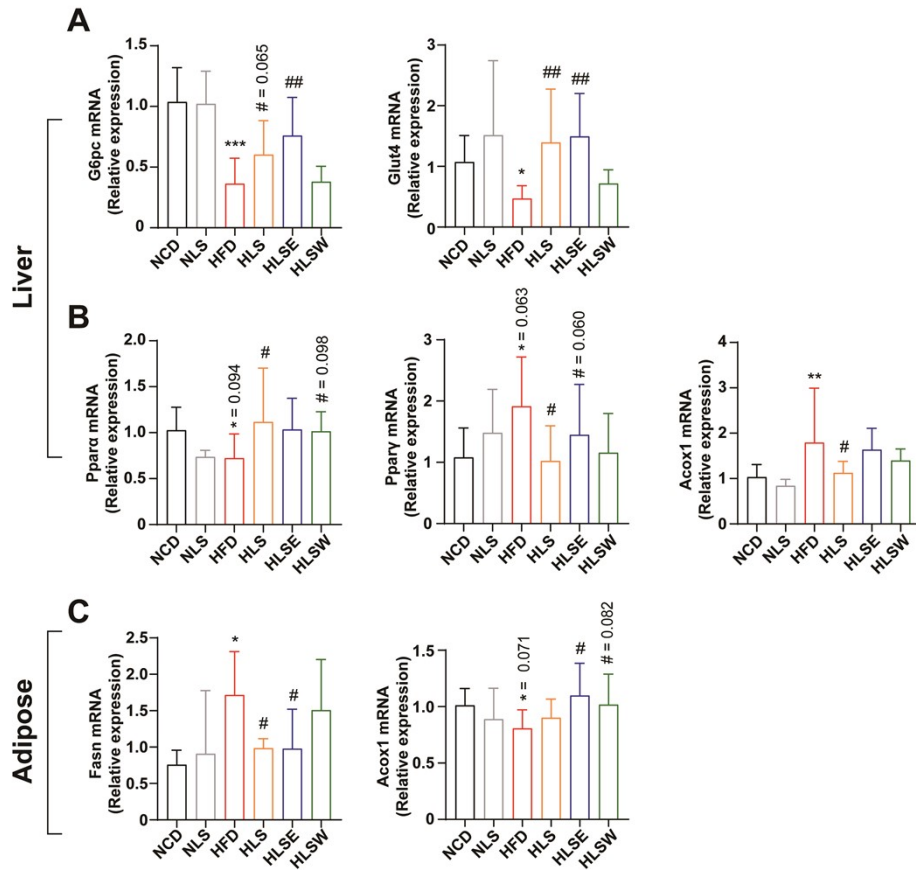 A
Liver
G6pc mRNA
(Relative expression)
1.5
1.0
0.5
0
***
# = 0.065
##
NCD
NLS
HFD
HLS
HLSE
HLSW
Glut4 mRNA
(Relative expression)
3
2
1
0
*
##
##
NCD
NLS
HFD
HLS
HLSE
HLSW
B
Pparα mRNA
(Relative expression)
2.0
1.5
1.0
0.5
0
* = 0.094
#
# = 0.098
NCD
NLS
HFD
HLS
HLSE
HLSW
Pparγ mRNA
(Relative expression)
3
2
1
0
* = 0.063
#
# = 0.060
NCD
NLS
HFD
HLS
HLSE
HLSW
Acox1 mRNA
(Relative expression)
4
3
2
1
0
**
#
NCD
NLS
HFD
HLS
HLSE
HLSW
C
Adipose
Fasn mRNA
(Relative expression)
2.5
2.0
1.5
1.0
0.5
0
*
#
#
NCD
NLS
HFD
HLS
HLSE
HLSW
Acox1 mRNA
(Relative expression)
1.5
1.0
0.5
0
* = 0.071
#
# = 0.082
NCD
NLS
HFD
HLS
HLSE
HLSW